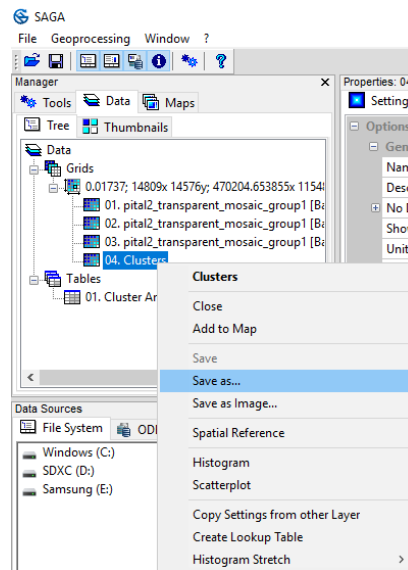 SAGA
File Geoprocessing Window ?
Manager
Tools Data Maps
Tree Thumbnails
Data
Grids
0.01737; 14809x 14576y; 470204.653855x 1154
01. pital2_transparent_mosaic_group1 [Ba
02. pital2_transparent_mosaic_group1 [Ba
03. pital2_transparent_mosaic_group1 [Ba
04. Clusters
Tables
01. Cluster An
Data Sources
File System ODB
Windows (C:)
SDXC (D:)
Samsung (E:)
Clusters
Close
Add to Map
Save
Save as...
Save as Image...
Spatial Reference
Histogram
Scatterplot
Copy Settings from other Layer
Create Lookup Table
Histogram Stretch
Properties: 04
Setting
Options
Gen
Nan
Desc
No I
Show
Unit